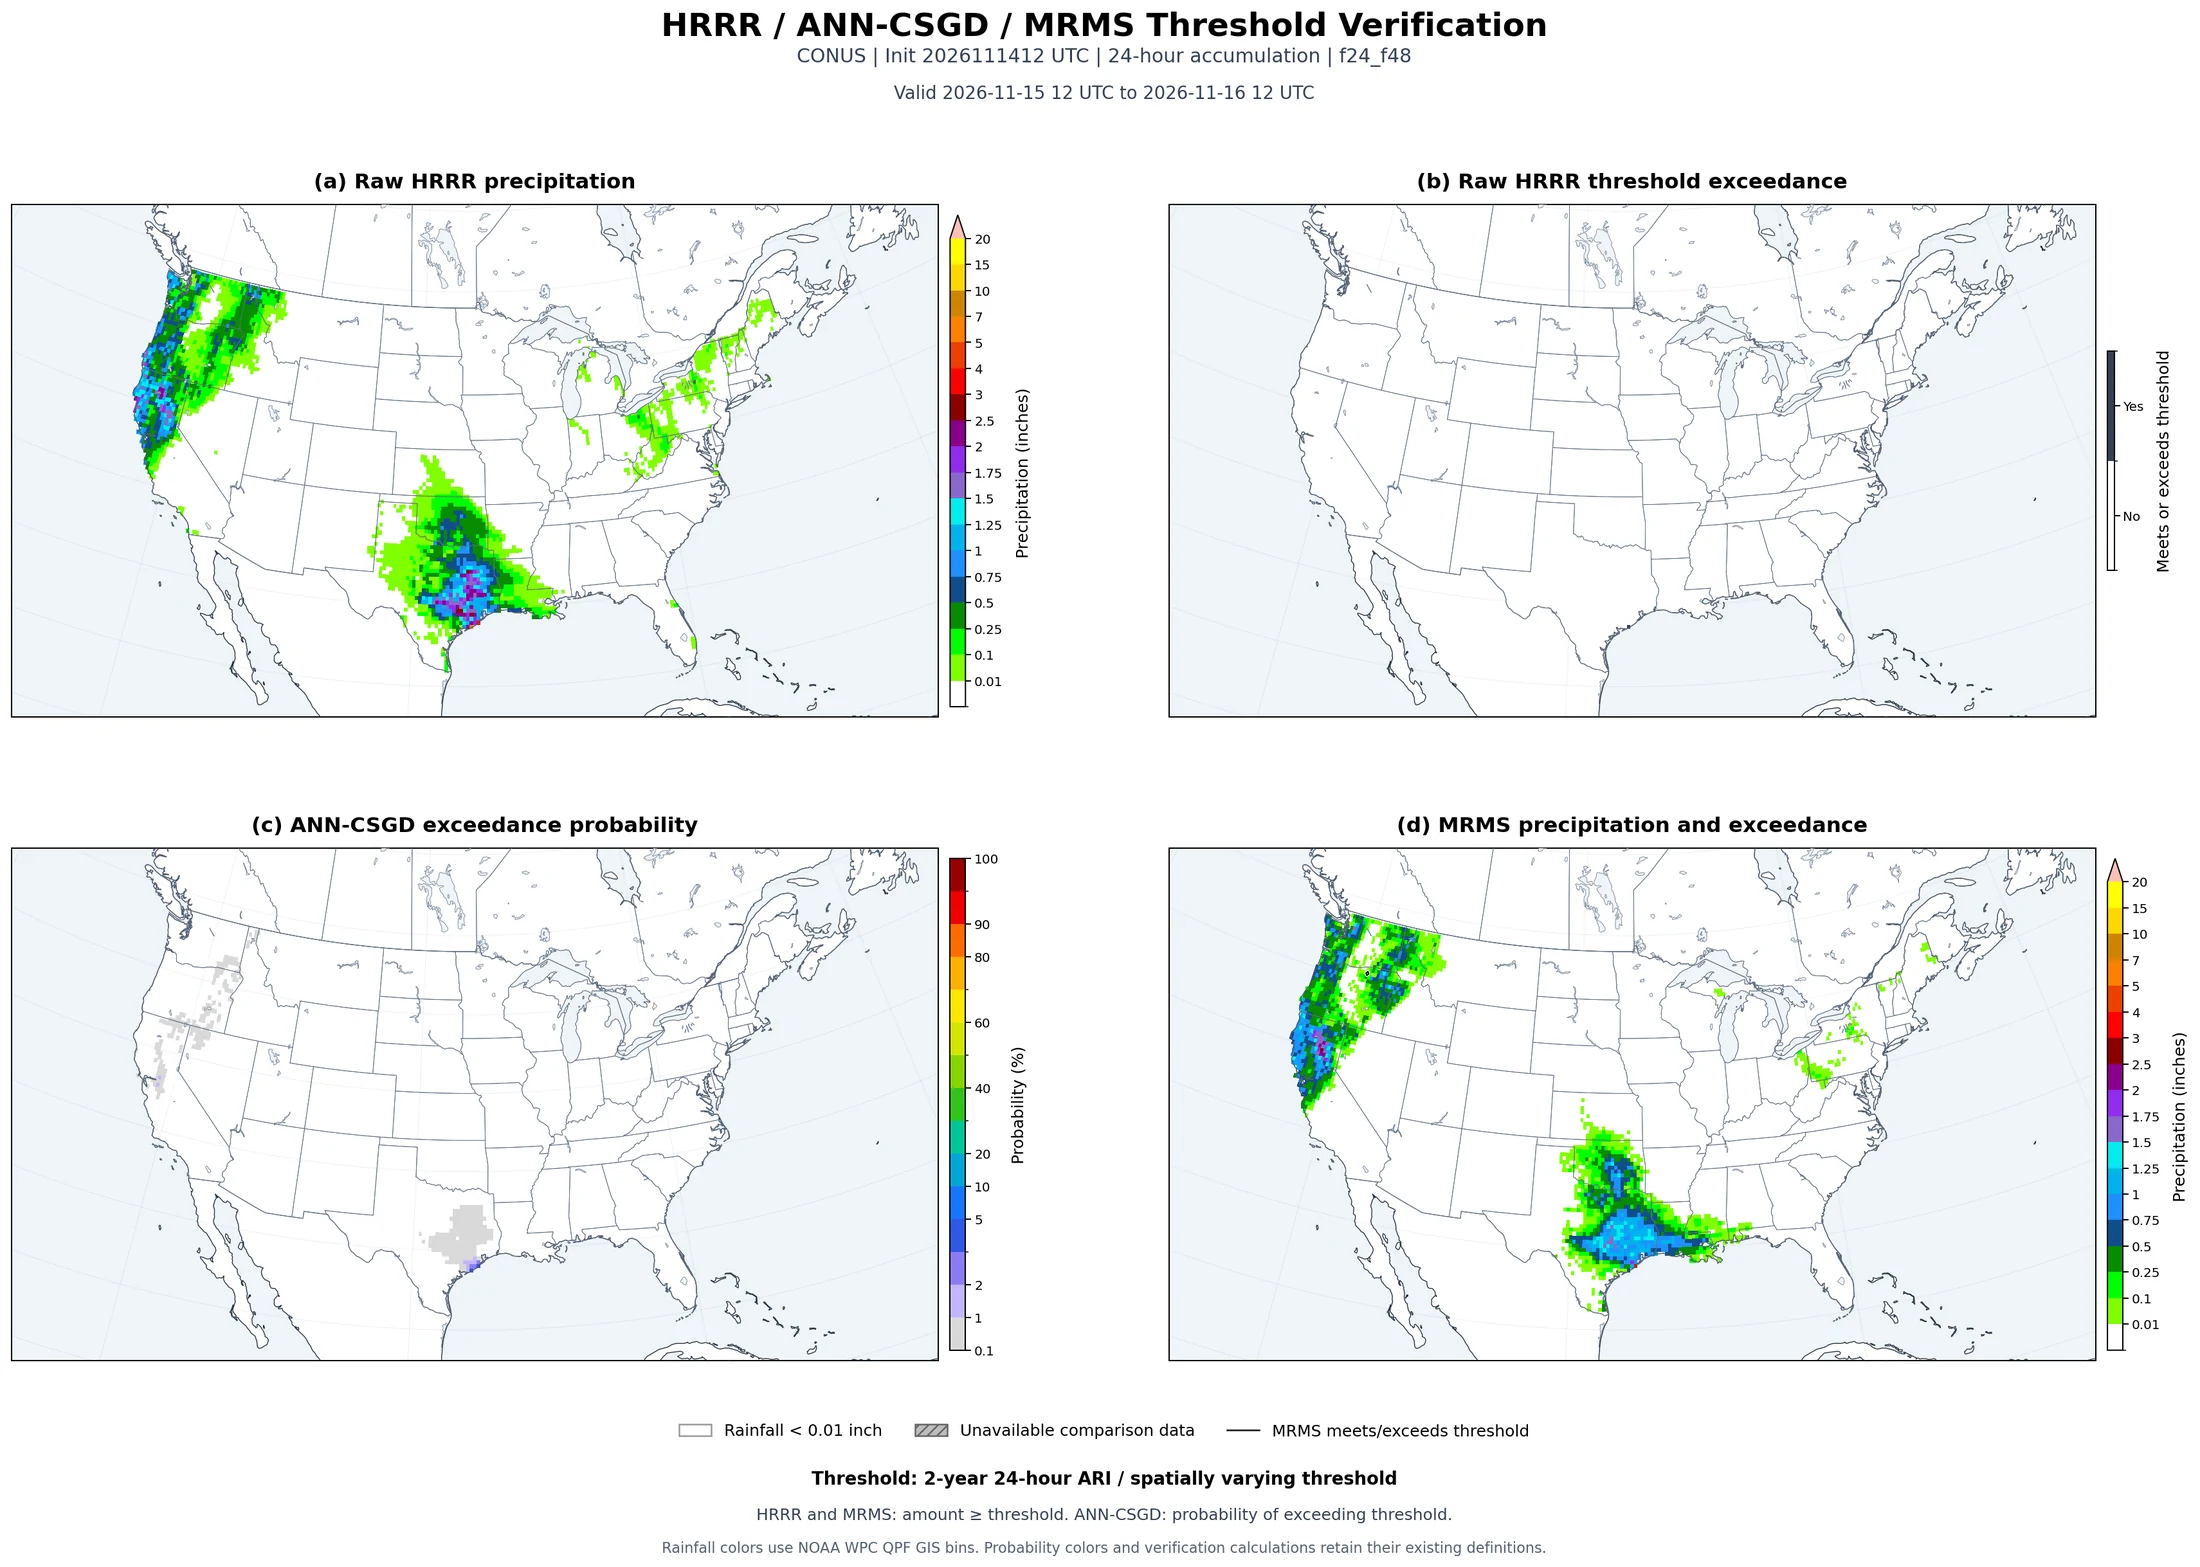 HRRR / ANN-CSGD / MRMS Threshold Verification
CONUS | Init 2026111412 UTC | 24-hour accumulation | f24_f48
Valid 2026-11-15 12 UTC to 2026-11-16 12 UTC
(a) Raw HRRR precipitation
20
15
10
7
5
4
3
2.5
2
1.75
1.5
1.25
1
0.75
0.5
0.25
0.1
0.01
Precipitation (inches)
(b) Raw HRRR threshold exceedance
Yes
No
Meets or exceeds threshold
(c) ANN-CSGD exceedance probability
100
90
80
60
40
20
10
5
2
1
0.1
Probability (%)
(d) MRMS precipitation and exceedance
20
15
10
7
5
4
3
2.5
2
1.75
1.5
1.25
1
0.75
0.5
0.25
0.1
0.01
Precipitation (inches)
Rainfall < 0.01 inch
Unavailable comparison data
MRMS meets/exceeds threshold
Threshold: 2-year 24-hour ARI / spatially varying threshold
HRRR and MRMS: amount ≥ threshold. ANN-CSGD: probability of exceeding threshold.
Rainfall colors use NOAA WPC QPF GIS bins. Probability colors and verification calculations retain their existing definitions.